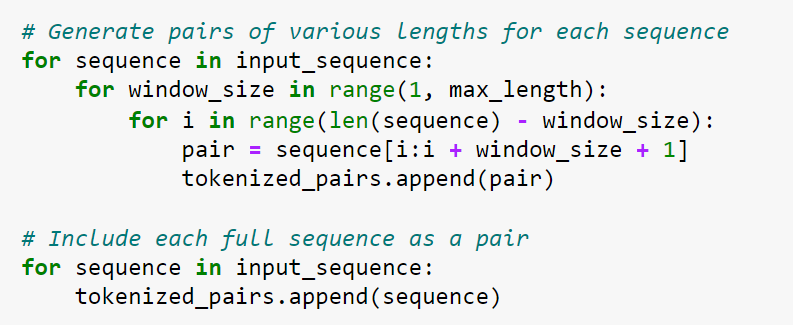 # Generate pairs of various lengths for each sequence
for sequence in input_sequence:
    for window_size in range(1, max_length):
        for i in range(len(sequence) - window_size):
            pair = sequence[i:i + window_size + 1]
            tokenized_pairs.append(pair)

# Include each full sequence as a pair
for sequence in input_sequence:
    tokenized_pairs.append(sequence)